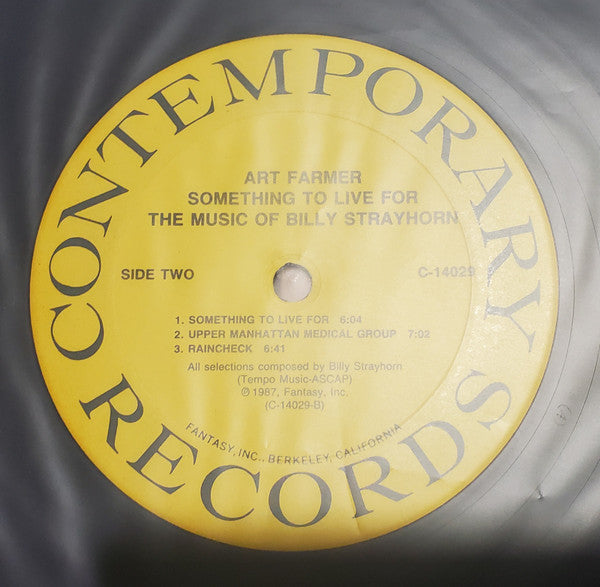 CONTEMPORARY RECORDS
ART FARMER
SOMETHING TO LIVE FOR
THE MUSIC OF BILLY STRAYHORN
SIDE TWO
C-14029
1. SOMETHING TO LIVE FOR 6:04
2. UPPER MANHATTAN MEDICAL GROUP 7:02
3. RAINCHECK 6:41
All selections composed by Billy Strayhorn
(Tempo Music-ASCAP)
℗ 1987, Fantasy, Inc.
(C-14029-B)
FANTASY, INC., BERKELEY, CALIFORNIA